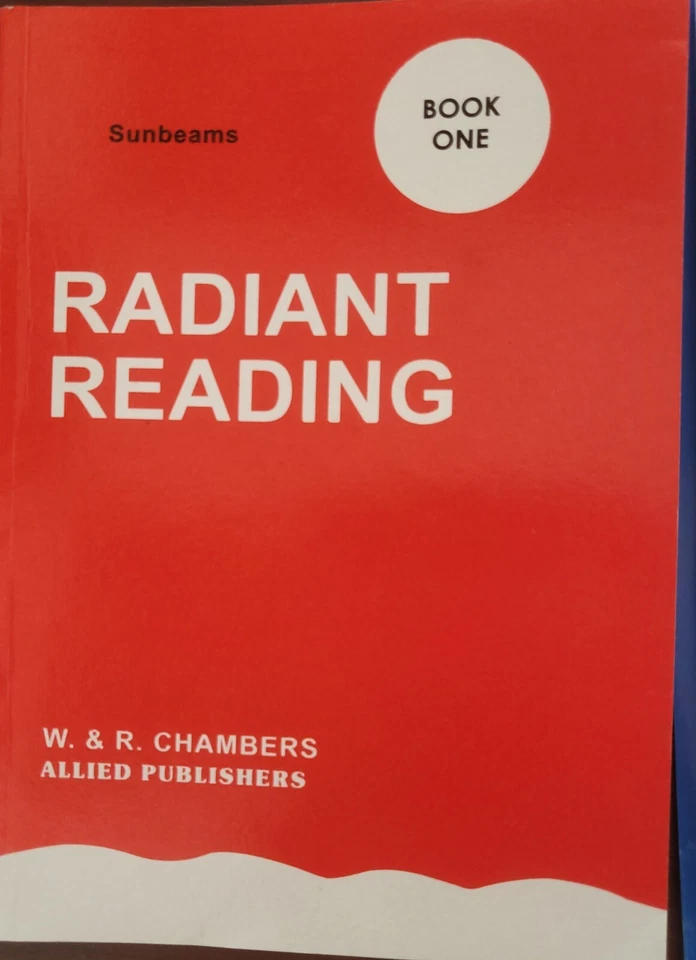 Sunbeams
BOOK
ONE
RADIANT
READING
W. & R. CHAMBERS
ALLIED PUBLISHERS